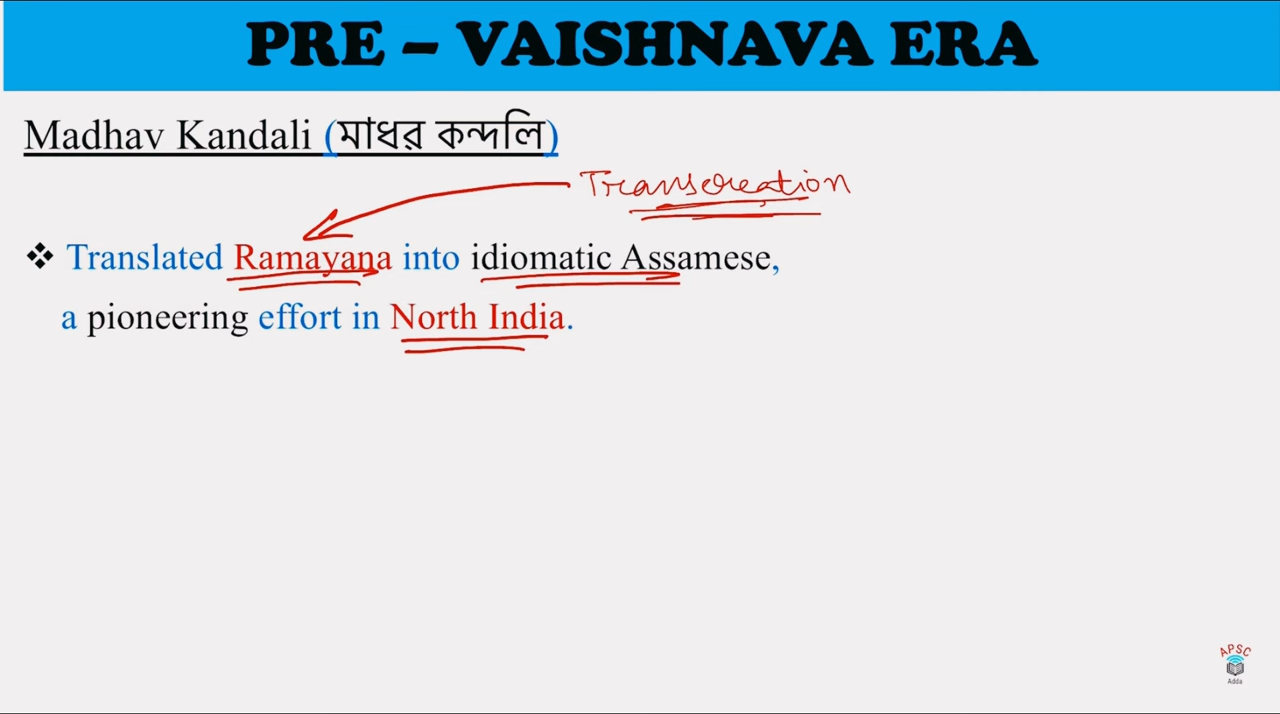 PRE – VAISHNAVA ERA
Madhav Kandali (মাধৱ কন্দলি)
Transcreation
❖ Translated Ramayana into idiomatic Assamese,
a pioneering effort in North India.
APSC
Adda